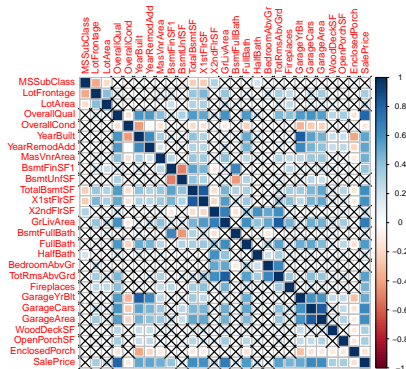 MSSubClass
LotFrontage
LotArea
OverallQual
OverallCond
YearBuilt
YearRemodAdd
MasVnrArea
BsmtFinSF1
BsmtUnfSF
TotalBsmtSF
X1stFlrSF
X2ndFlrSF
GrLivArea
BsmtFullBath
FullBath
HalfBath
BedroomAbvGr
TotRmsAbvGrd
Fireplaces
GarageYrBlt
GarageCars
GarageArea
WoodDeckSF
OpenPorchSF
EnclosedPorch
SalePrice
MSSubClass
LotFrontage
LotArea
OverallQual
OverallCond
YearBuilt
YearRemodAdd
MasVnrArea
BsmtFinSF1
BsmtUnfSF
TotalBsmtSF
X1stFlrSF
X2ndFlrSF
GrLivArea
BsmtFullBath
FullBath
HalfBath
BedroomAbvGr
TotRmsAbvGrd
Fireplaces
GarageYrBlt
GarageCars
GarageArea
WoodDeckSF
OpenPorchSF
EnclosedPorch
SalePrice
1
0.8
0.6
0.4
0.2
0
-0.2
-0.4
-0.6
-0.8
-1